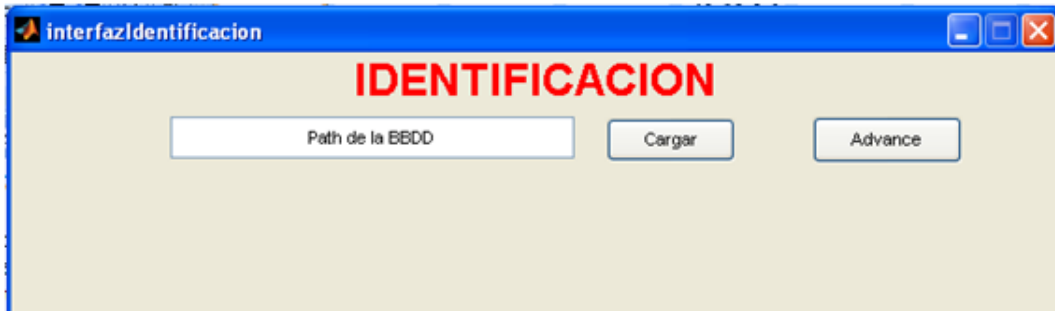 interfazIdentificacion
IDENTIFICACION
Path de la BBDD Cargar Advance